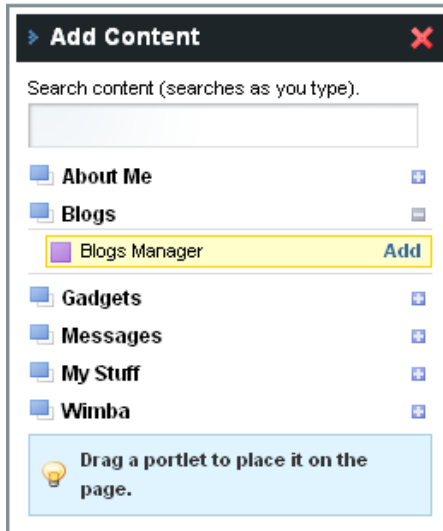 Add Content
Search content (searches as you type).
About Me
Blogs
Blogs Manager Add
Gadgets
Messages
My Stuff
Wimba
Drag a portlet to place it on the
page.